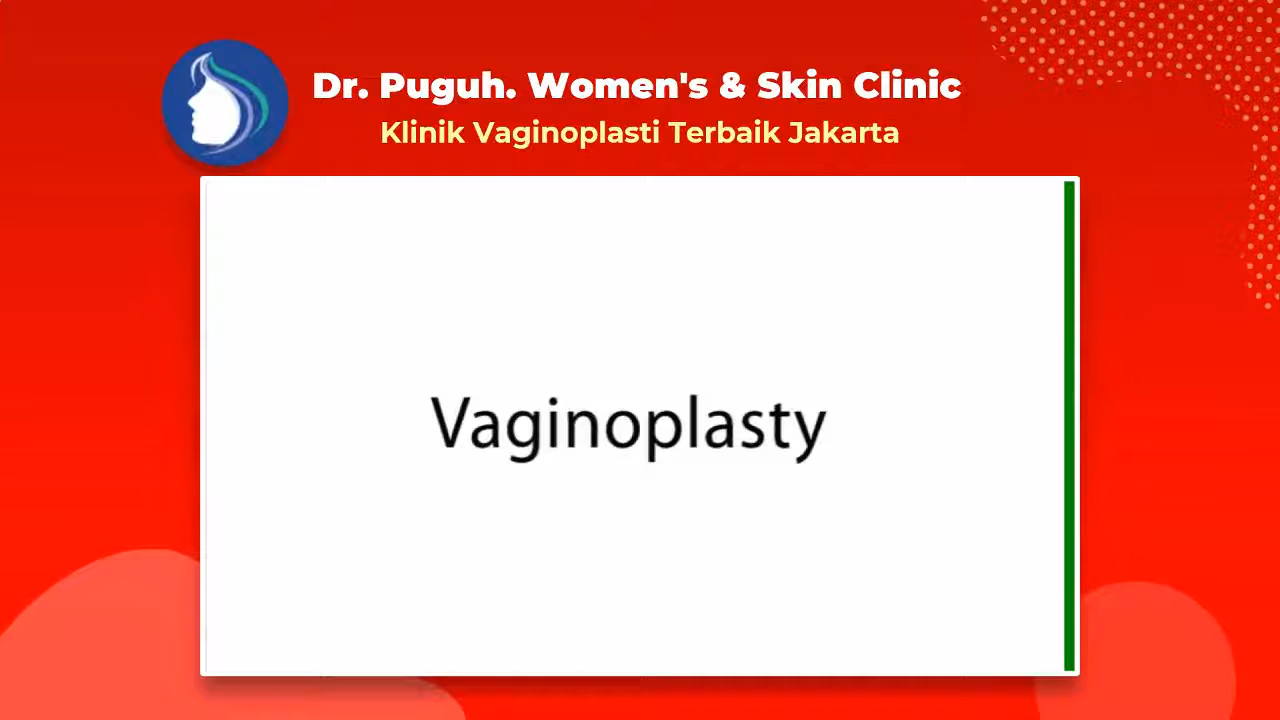 Dr. Puguh. Women's & Skin Clinic
Klinik Vaginoplasti Terbaik Jakarta
Vaginoplasty